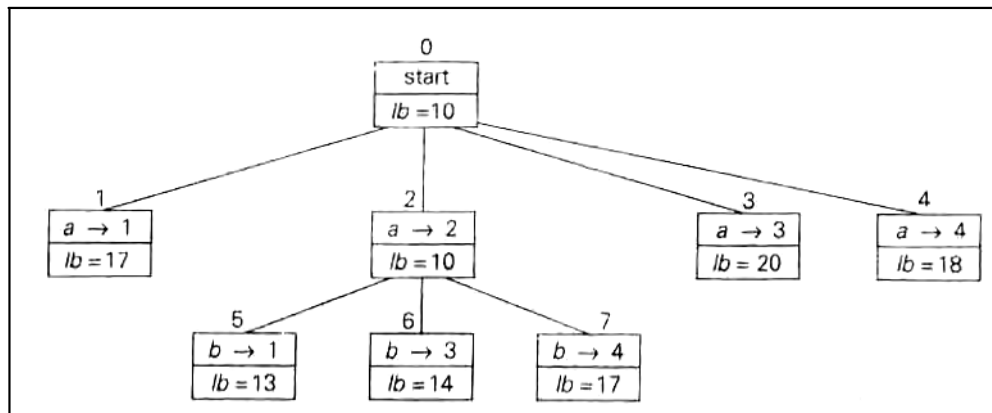 0
start
lb = 10
1 2 3 4
a → 1 a → 2 a → 3 a → 4
lb = 17 lb = 10 lb = 20 lb = 18
5 6 7
b → 1 b → 3 b → 4
lb = 13 lb = 14 lb = 17